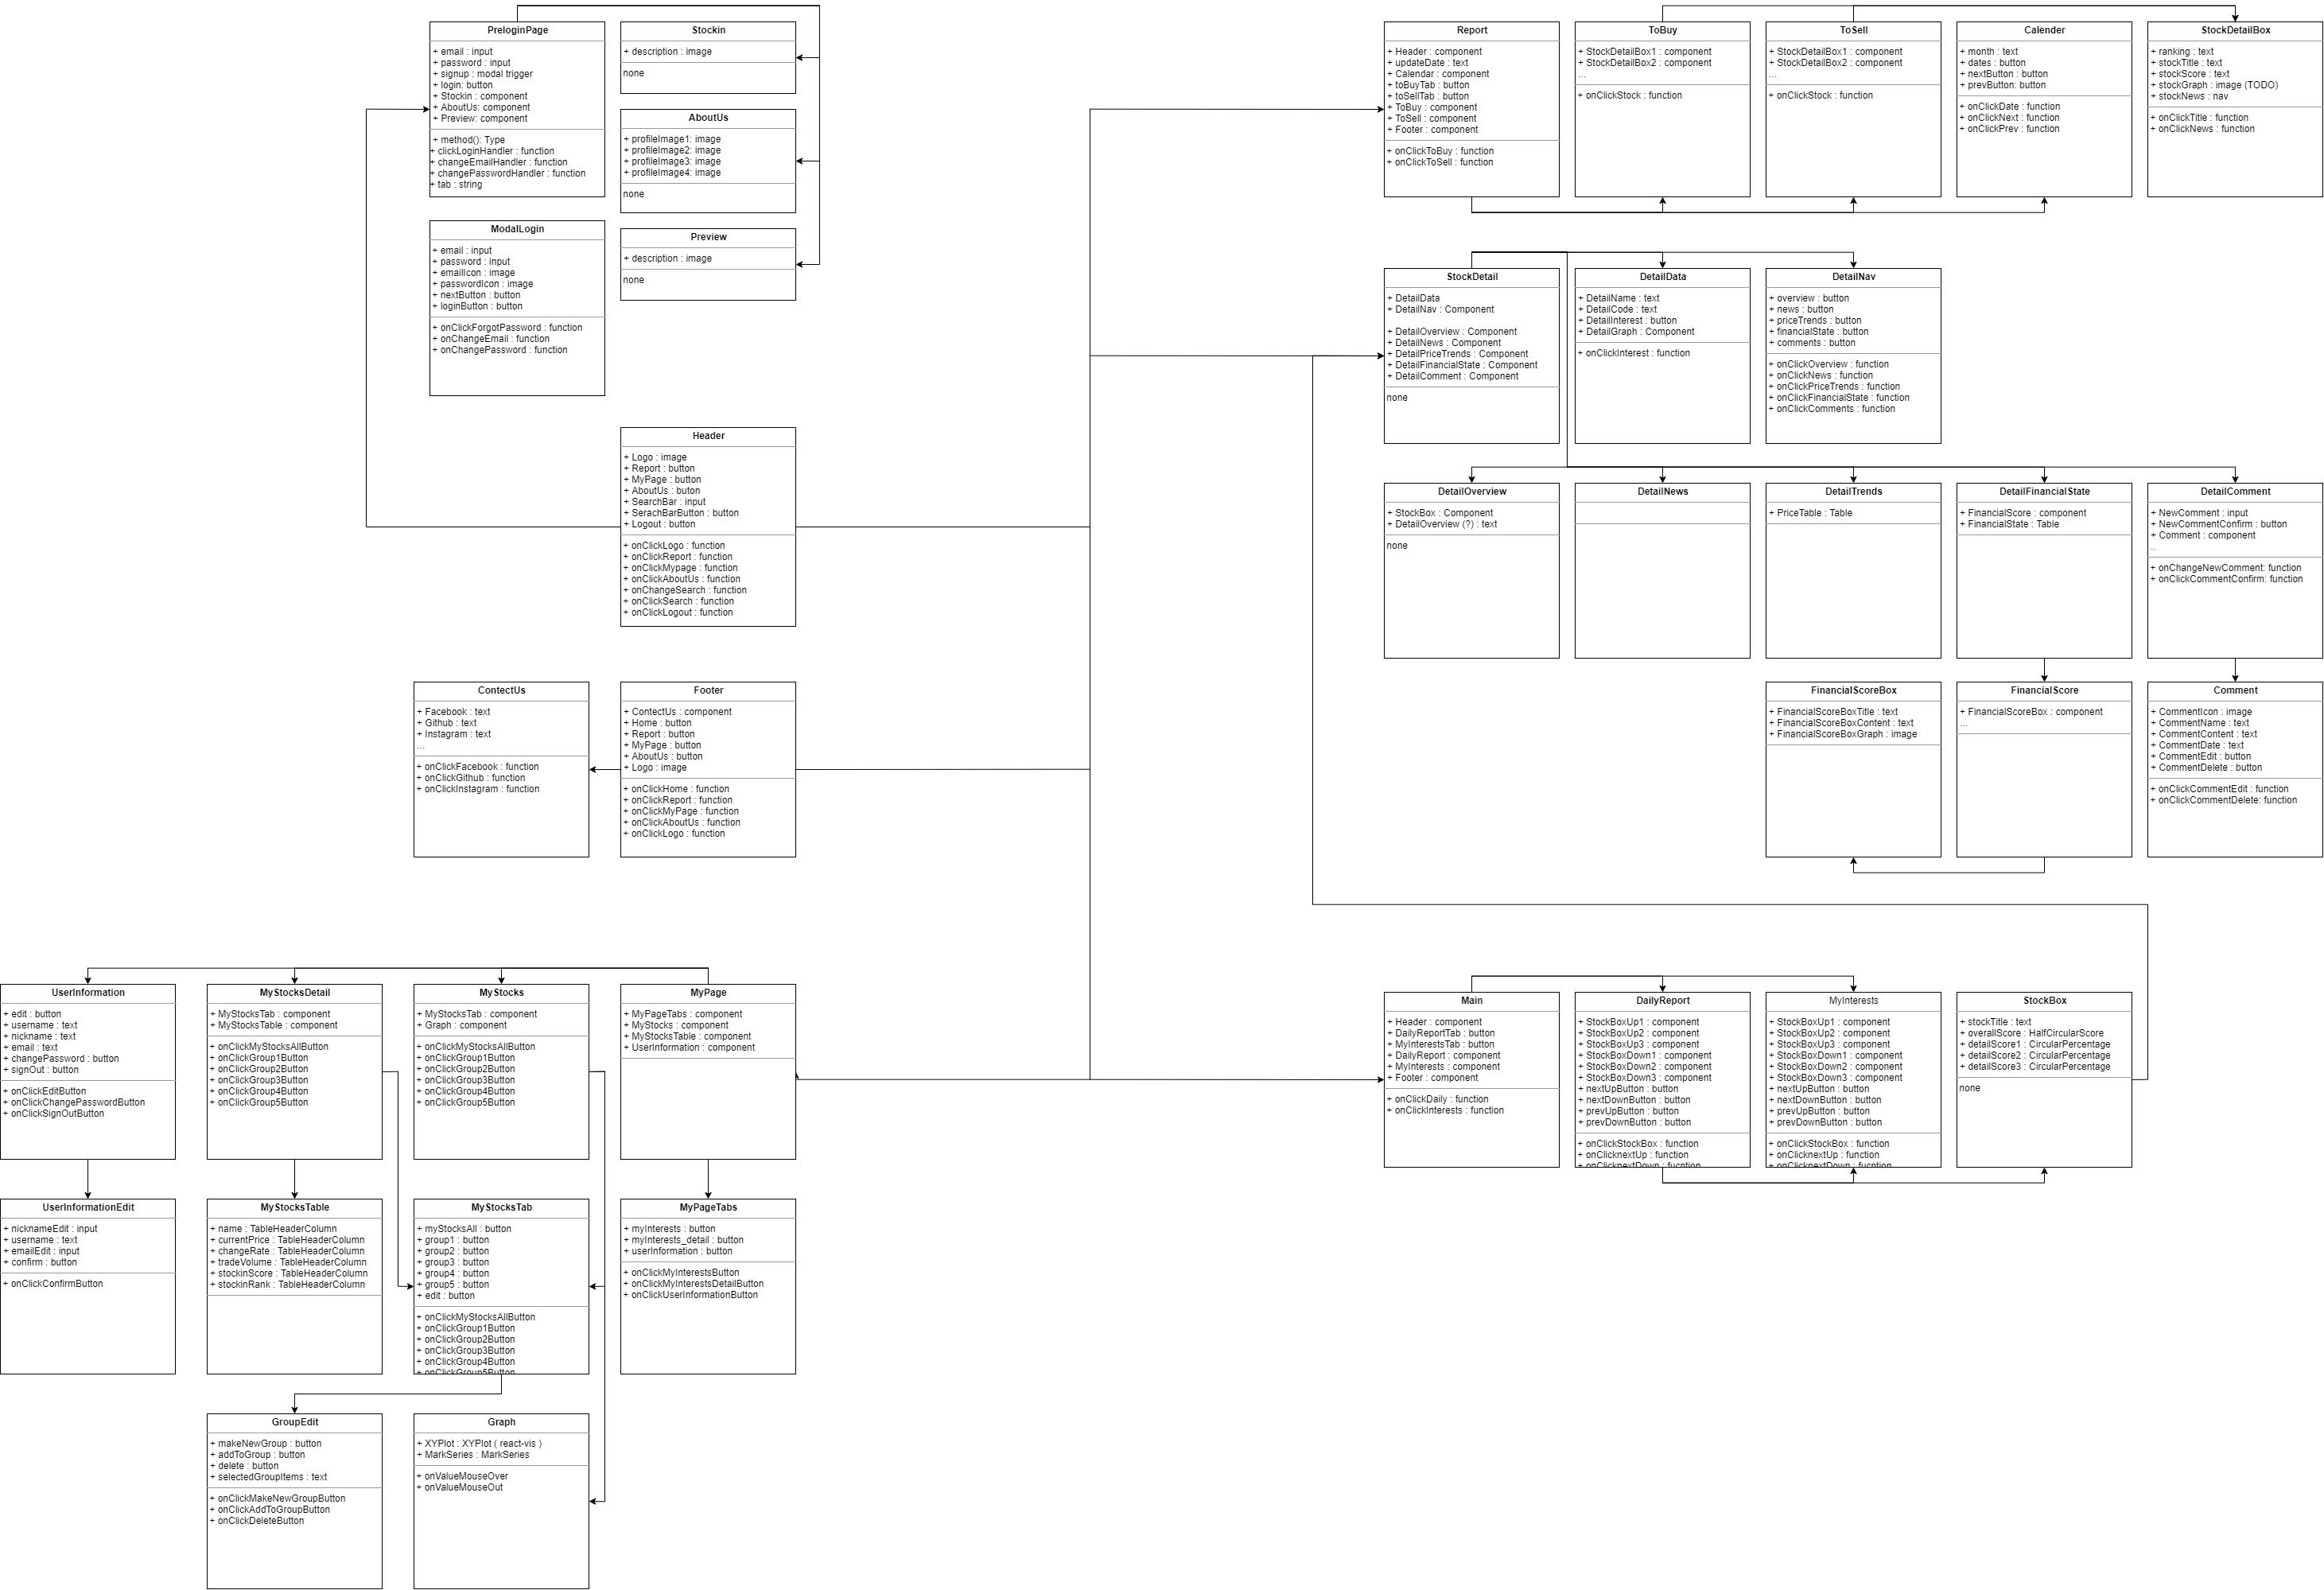 PreloginPage
+ email : input
+ password : input
+ signup : modal trigger
+ login: button
+ Stockin : component
+ AboutUs: component
+ Preview: component
+ method(): Type
+ clickLoginHandler : function
+ changeEmailHandler : function
+ changePasswordHandler : function
+ tab : string
Stockin
+ description : image
none
AboutUs
+ profileImage1: image
+ profileImage2: image
+ profileImage3: image
+ profileImage4: image
none
ModalLogin
+ email : input
+ password : input
+ emailIcon : image
+ passwordIcon : image
+ nextButton : button
+ loginButton : button
+ onClickForgotPassword : function
+ onChangeEmail : function
+ onChangePassword : function
Preview
+ description : image
none
Header
+ Logo : image
+ Report : button
+ MyPage : button
+ AboutUs : buton
+ SearchBar : input
+ SerachBarButton : button
+ Logout : button
+ onClickLogo : function
+ onClickReport : function
+ onClickMypage : function
+ onClickAboutUs : function
+ onChangeSearch : function
+ onClickSearch : function
+ onClickLogout : function
ContectUs
+ Facebook : text
+ Github : text
+ Instagram : text
...
+ onClickFacebook : function
+ onClickGithub : function
+ onClickInstagram : function
Footer
+ ContectUs : component
+ Home : button
+ Report : button
+ MyPage : button
+ AboutUs : button
+ Logo : image
+ onClickHome : function
+ onClickReport : function
+ onClickMyPage : function
+ onClickAboutUs : function
+ onClickLogo : function
UserInformation
+ edit : button
+ username : text
+ nickname : text
+ email : text
+ changePassword : button
+ signOut : button
+ onClickEditButton
+ onClickChangePasswordButton
+ onClickSignOutButton
MyStocksDetail
+ MyStocksTab : component
+ MyStocksTable : component
+ onClickMyStocksAllButton
+ onClickGroup1Button
+ onClickGroup2Button
+ onClickGroup3Button
+ onClickGroup4Button
+ onClickGroup5Button
MyStocks
+ MyStocksTab : component
+ Graph : component
+ onClickMyStocksAllButton
+ onClickGroup1Button
+ onClickGroup2Button
+ onClickGroup3Button
+ onClickGroup4Button
+ onClickGroup5Button
MyPage
+ MyPageTabs : component
+ MyStocks : component
+ MyStocksTable : component
+ UserInformation : component
UserInformationEdit
+ nicknameEdit : input
+ username : text
+ emailEdit : input
+ confirm : button
+ onClickConfirmButton
MyStocksTable
+ name : TableHeaderColumn
+ currentPrice : TableHeaderColumn
+ changeRate : TableHeaderColumn
+ tradeVolume : TableHeaderColumn
+ stockinScore : TableHeaderColumn
+ stockinRank : TableHeaderColumn
MyStocksTab
+ myStocksAll : button
+ group1 : button
+ group2 : button
+ group3 : button
+ group4 : button
+ group5 : button
+ edit : button
+ onClickMyStocksAllButton
+ onClickGroup1Button
+ onClickGroup2Button
+ onClickGroup3Button
+ onClickGroup4Button
+ onClickGroup5Button
MyPageTabs
+ myInterests : button
+ myInterests_detail : button
+ userInformation : button
+ onClickMyInterestsButton
+ onClickMyInterestsDetailButton
+ onClickUserInformationButton
GroupEdit
+ makeNewGroup : button
+ addToGroup : button
+ delete : button
+ selectedGroupItems : text
+ onClickMakeNewGroupButton
+ onClickAddToGroupButton
+ onClickDeleteButton
Graph
+ XYPlot : XYPlot ( react-vis )
+ MarkSeries : MarkSeries
+ onValueMouseOver
+ onValueMouseOut
Report
+ Header : component
+ updateDate : text
+ Calendar : component
+ toBuyTab : button
+ toSellTab : button
+ ToBuy : component
+ ToSell : component
+ Footer : component
+ onClickToBuy : function
+ onClickToSell : function
ToBuy
+ StockDetailBox1 : component
+ StockDetailBox2 : component
...
+ onClickStock : function
ToSell
+ StockDetailBox1 : component
+ StockDetailBox2 : component
...
+ onClickStock : function
Calender
+ month : text
+ dates : button
+ nextButton : button
+ prevButton: button
+ onClickDate : function
+ onClickNext : function
+ onClickPrev : function
StockDetailBox
+ ranking : text
+ stockTitle : text
+ stockScore : text
+ stockGraph : image (TODO)
+ stockNews : nav
+ onClickTitle : function
+ onClickNews : function
StockDetail
+ DetailData
+ DetailNav : Component
+ DetailOverview : Component
+ DetailNews : Component
+ DetailPriceTrends : Component
+ DetailFinancialState : Component
+ DetailComment : Component
none
DetailData
+ DetailName : text
+ DetailCode : text
+ DetailInterest : button
+ DetailGraph : Component
+ onClickInterest : function
DetailNav
+ overview : button
+ news : button
+ priceTrends : button
+ financialState : button
+ comments : button
+ onClickOverview : function
+ onClickNews : function
+ onClickPriceTrends : function
+ onClickFinancialState : function
+ onClickComments : function
DetailOverview
+ StockBox : Component
+ DetailOverview (?) : text
none
DetailNews
DetailTrends
+ PriceTable : Table
DetailFinancialState
+ FinancialScore : component
+ FinancialState : Table
DetailComment
+ NewComment : input
+ NewCommentConfirm : button
+ Comment : component
..
+ onChangeNewComment: function
+ onClickCommentConfirm: function
FinancialScoreBox
+ FinancialScoreBoxTitle : text
+ FinancialScoreBoxContent : text
+ FinancialScoreBoxGraph : image
FinancialScore
+ FinancialScoreBox : component
...
Comment
+ CommentIcon : image
+ CommentName : text
+ CommentContent : text
+ CommentDate : text
+ CommentEdit : button
+ CommentDelete : button
+ onClickCommentEdit : function
+ onClickCommentDelete: function
Main
+ Header : component
+ DailyReportTab : button
+ MyInterestsTab : button
+ DailyReport : component
+ MyInterests : component
+ Footer : component
+ onClickDaily : function
+ onClickInterests : function
DailyReport
+ StockBoxUp1 : component
+ StockBoxUp2 : component
+ StockBoxUp3 : component
+ StockBoxDown1 : component
+ StockBoxDown2 : component
+ StockBoxDown3 : component
+ nextUpButton : button
+ nextDownButton : button
+ prevUpButton : button
+ prevDownButton : button
+ onClickStockBox : function
+ onClicknextUp : function
+ onClicknextDown : fucntion
MyInterests
+ StockBoxUp1 : component
+ StockBoxUp2 : component
+ StockBoxUp3 : component
+ StockBoxDown1 : component
+ StockBoxDown2 : component
+ StockBoxDown3 : component
+ nextUpButton : button
+ nextDownButton : button
+ prevUpButton : button
+ prevDownButton : button
+ onClickStockBox : function
+ onClicknextUp : function
+ onClicknextDown : fucntion
StockBox
+ stockTitle : text
+ overallScore : HalfCircularScore
+ detailScore1 : CircularPercentage
+ detailScore2 : CircularPercentage
+ detailScore3 : CircularPercentage
none